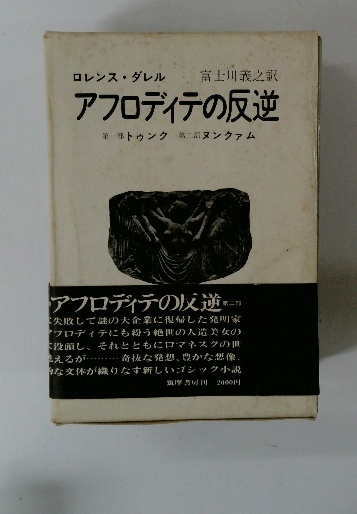 ロレンス・ダレル 富士川義之訳
アフロディテの反逆
第一部トゥンク 第二部ヌンクァム
アフロディテの反逆 第二部
失敗して謎の大企業に復帰した発明家
フロディテにも紛う絶世の人造美女の
没頭し、それとともにロマネスクの世
えるが………奇抜な発想、豊かな想像、
な文体が織りなす新しいゴシック小説
筑摩書房刊 2000円